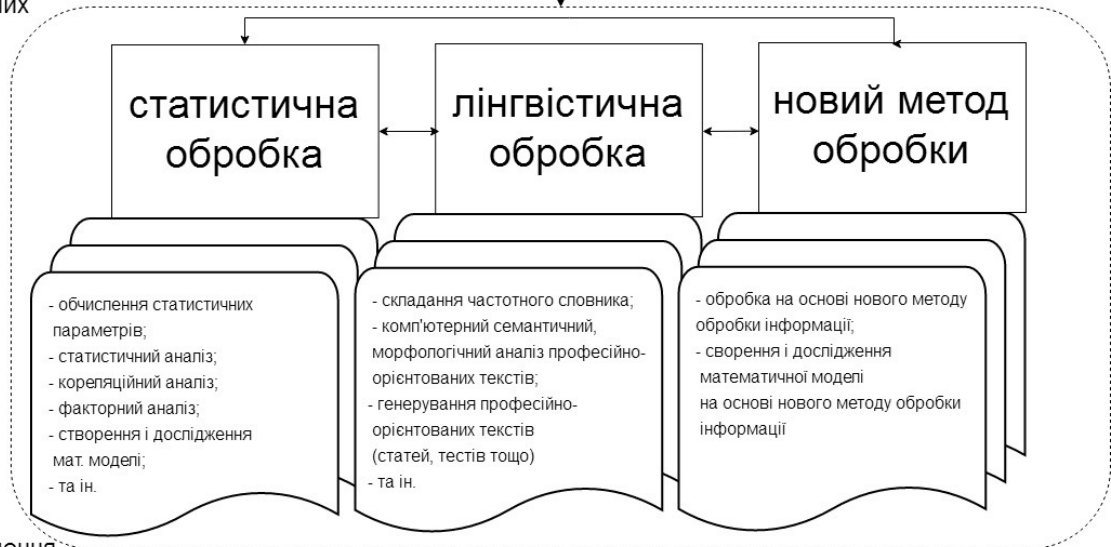 них
статистична
обробка
лінгвістична
обробка
новий метод
обробки
- обчислення статистичних
параметрів;
- статистичний аналіз;
- кореляційний аналіз;
- факторний аналіз;
- створення і дослідження
мат. моделі;
- та ін.
- складання частотного словника;
- комп'ютерний семантичний,
морфологічний аналіз професійно-
орієнтованих текстів;
- генерування професійно-
орієнтованих текстів
(статей, тестів тощо)
- та ін.
- обробка на основі нового методу
обробки інформації;
- сворення і дослідження
математичної моделі
на основі нового методу обробки
інформації